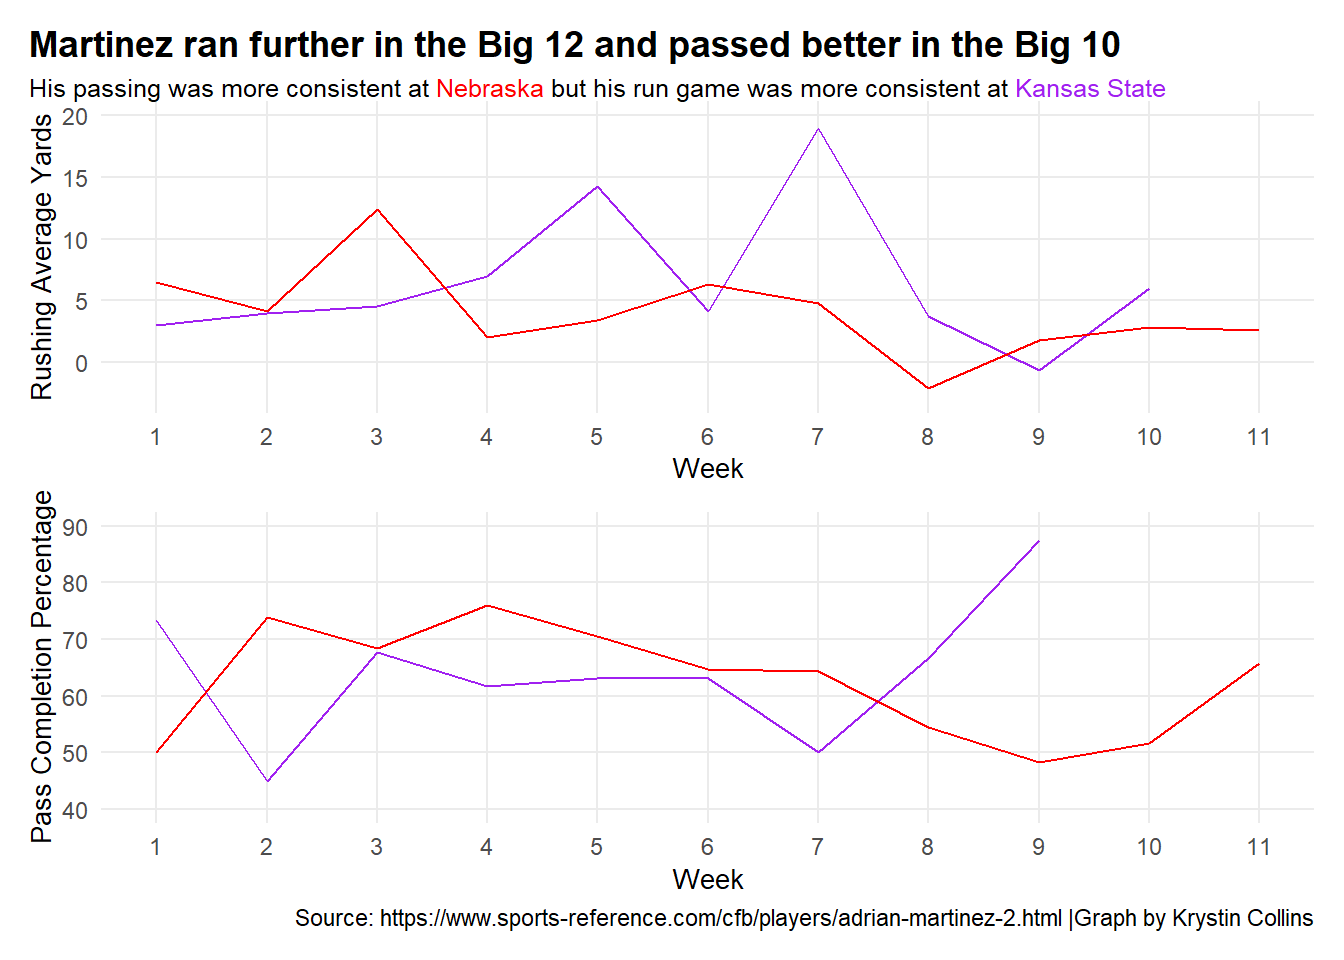 Martinez ran further in the Big 12 and passed better in the Big 10
His passing was more consistent at Nebraska but his run game was more consistent at Kansas State
Rushing Average Yards
20
15
10
5
0
1 2 3 4 5 6 7 8 9 10 11
Week
Pass Completion Percentage
90
80
70
60
50
40
1 2 3 4 5 6 7 8 9 10 11
Week
Source: https://www.sports-reference.com/cfb/players/adrian-martinez-2.html |Graph by Krystin Collins